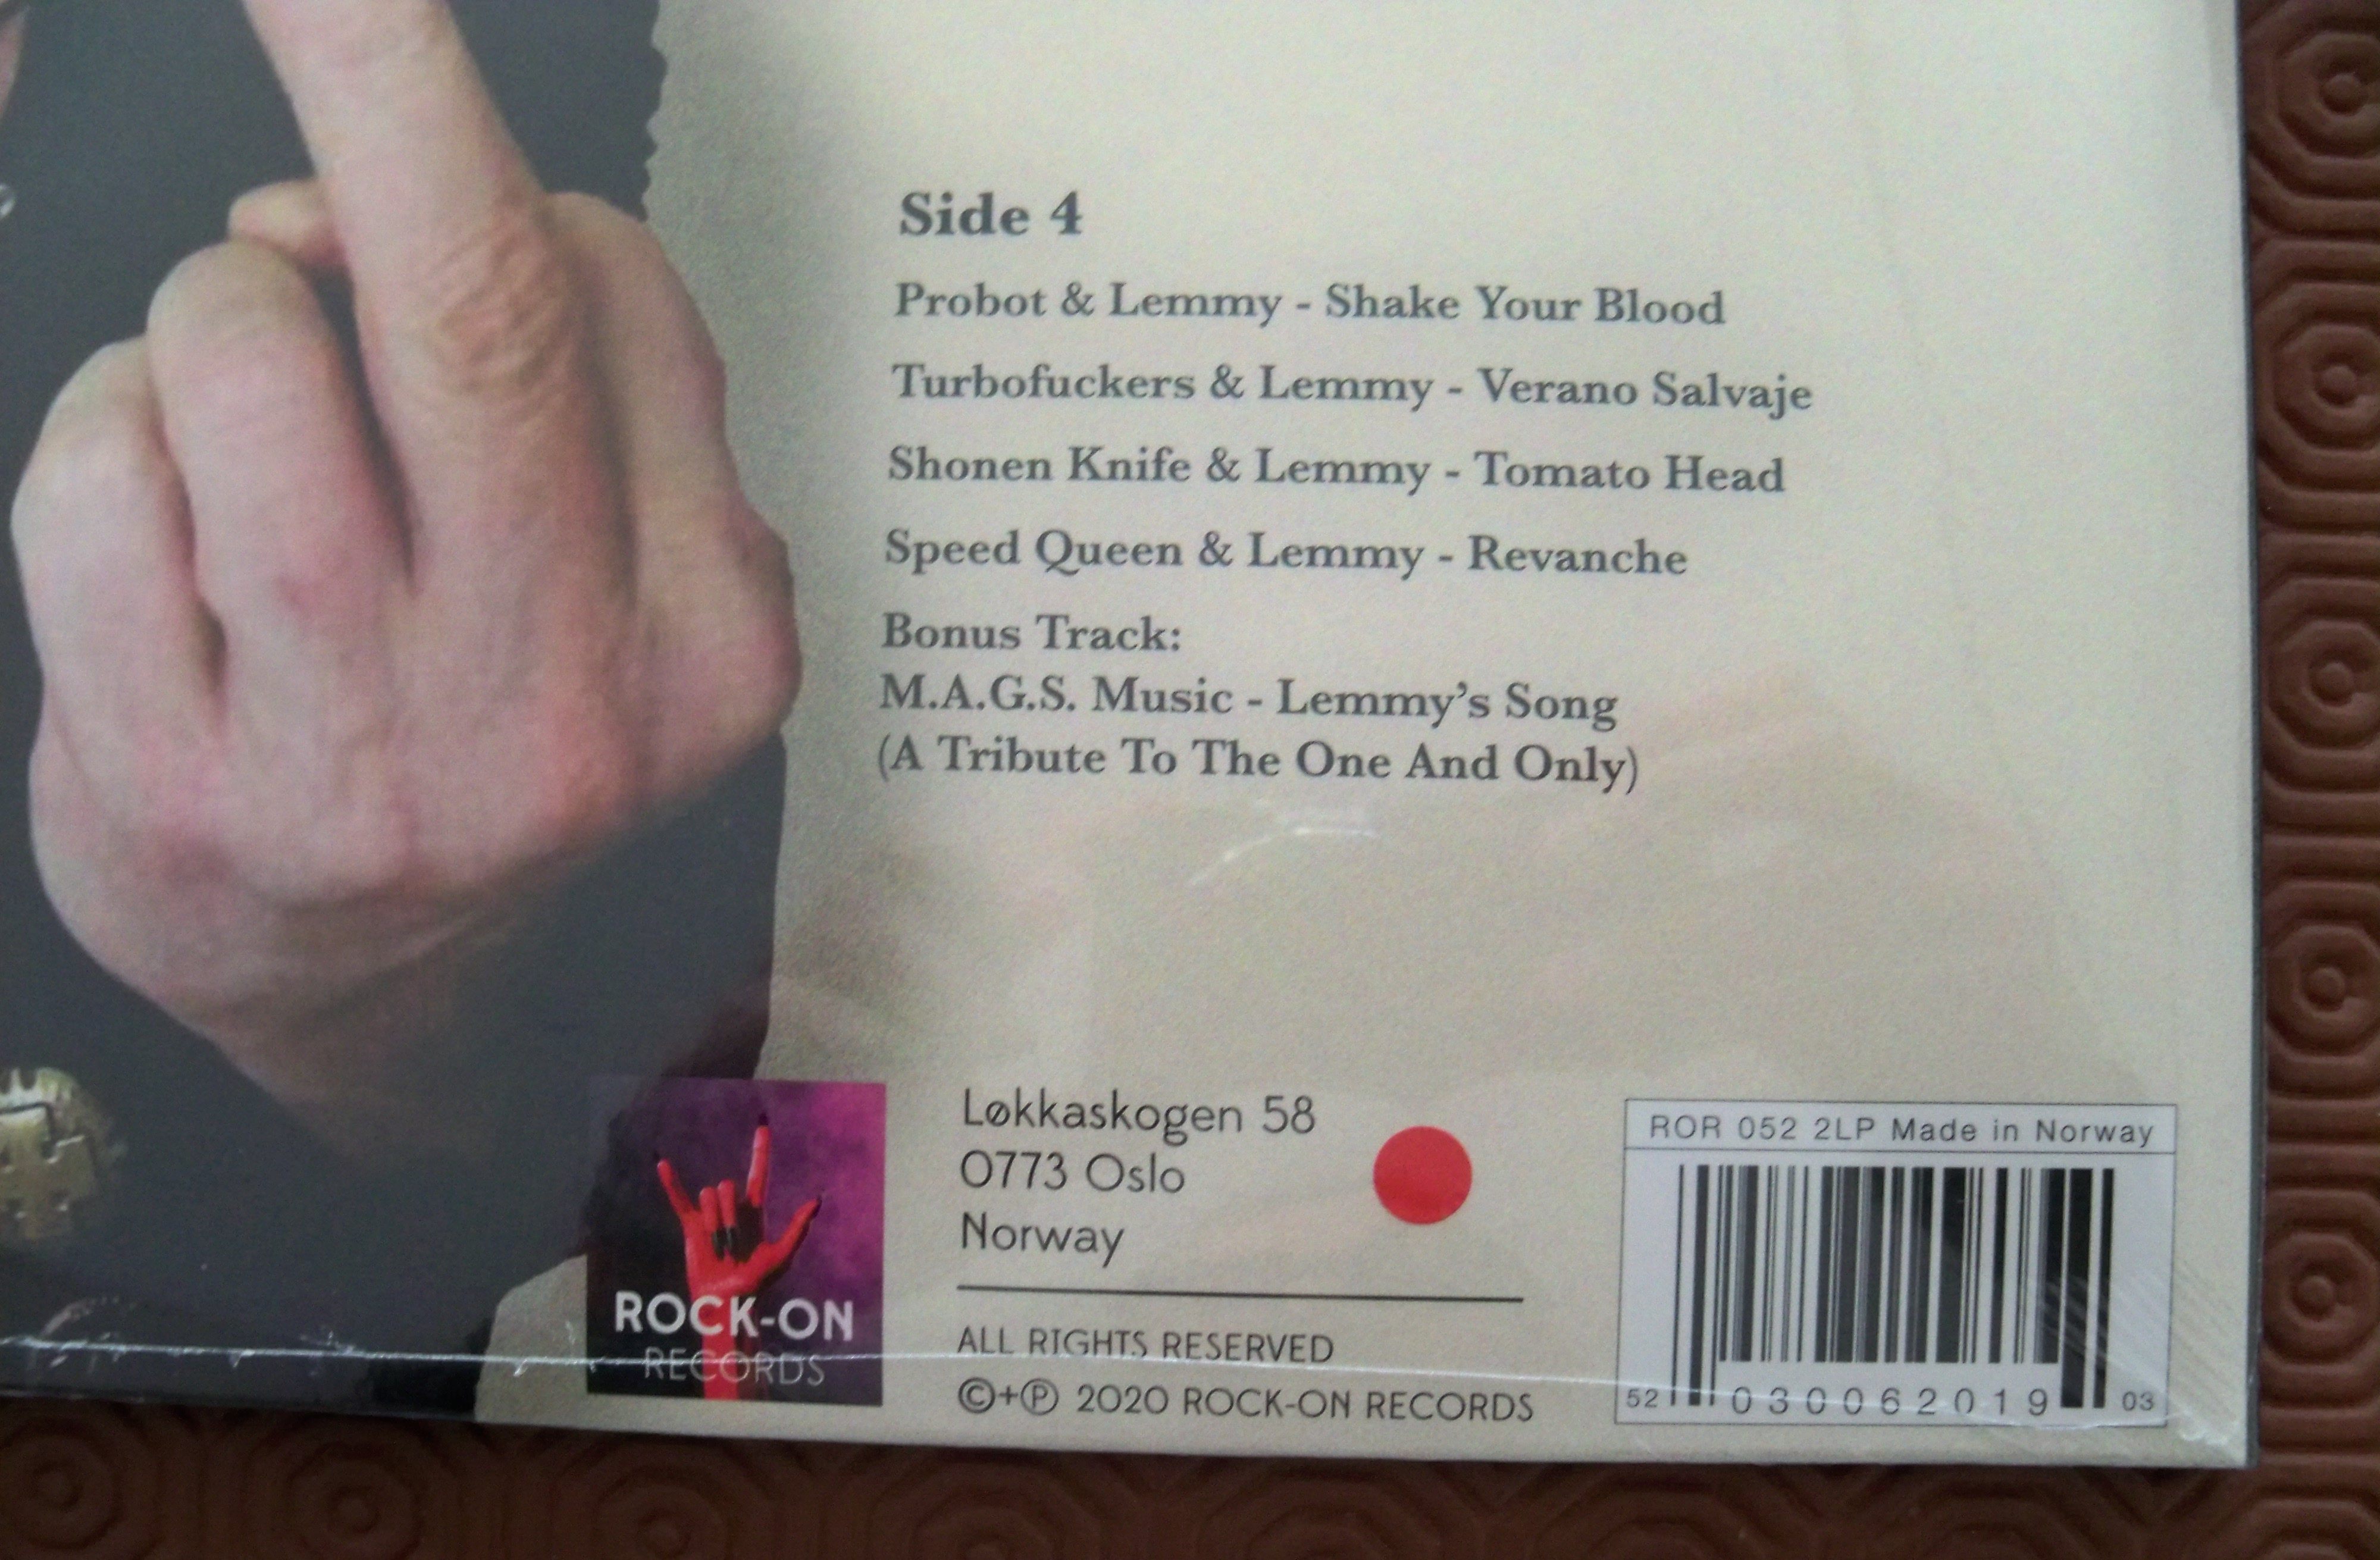 Side 4
Probot & Lemmy - Shake Your Blood
Turbofuckers & Lemmy - Verano Salvaje
Shonen Knife & Lemmy - Tomato Head
Speed Queen & Lemmy - Revanche
Bonus Track:
M.A.G.S. Music - Lemmy's Song
(A Tribute To The One And Only)
ROCK-ON
RECORDS
Løkkaskogen 58
0773 Oslo
Norway
ALL RIGHTS RESERVED
©+℗ 2020 ROCK-ON RECORDS
ROR 052 2LP Made in Norway
52 030062019 03